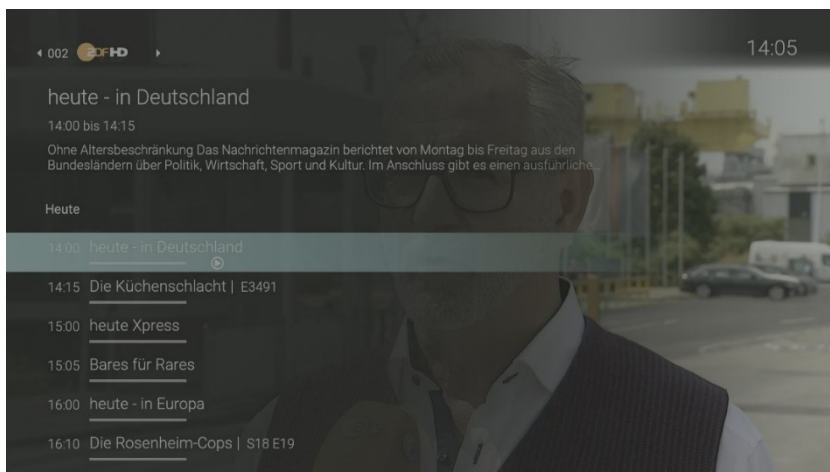 002 ZDF HD
14:05
heute - in Deutschland
14:00 bis 14:15
Ohne Altersbeschränkung Das Nachrichtenmagazin berichtet von Montag bis Freitag aus den
Bundesländern über Politik, Wirtschaft, Sport und Kultur. Im Anschluss gibt es einen ausführliche...
Heute
14:00 heute - in Deutschland
14:15 Die Küchenschlacht | E3491
15:00 heute Xpress
15:05 Bares für Rares
16:00 heute - in Europa
16:10 Die Rosenheim-Cops | S18 E19